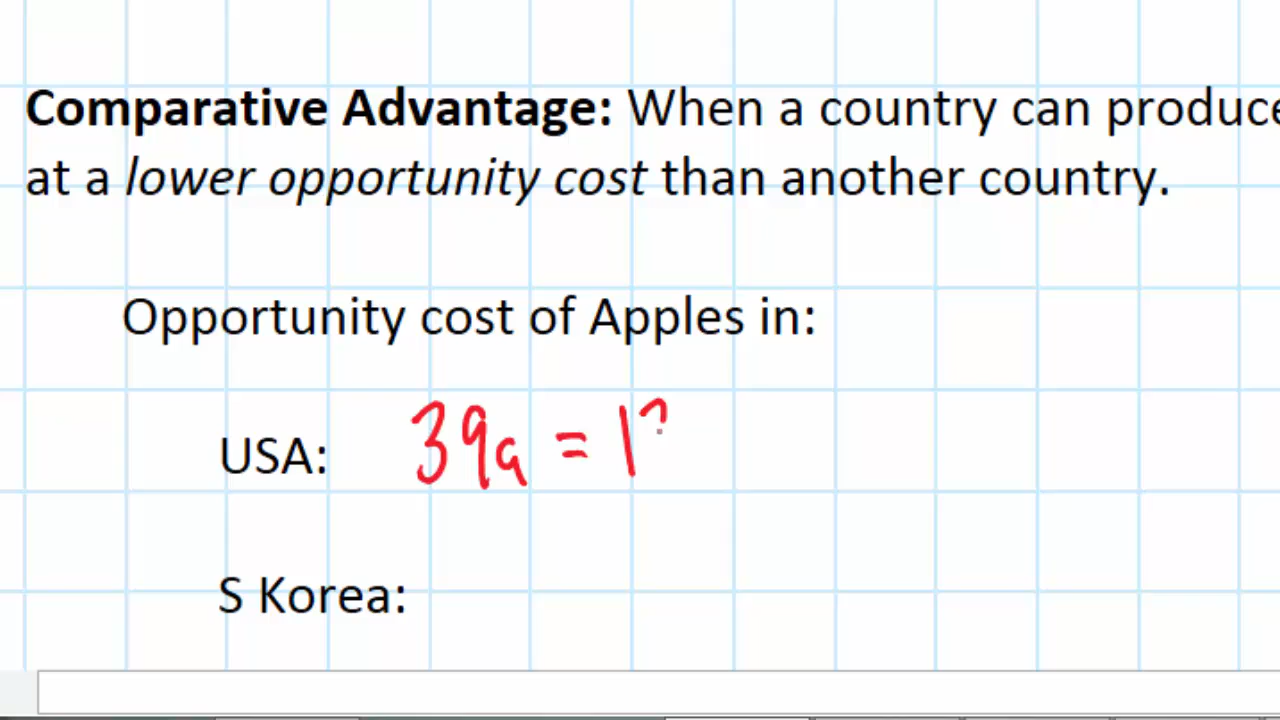 Comparative Advantage: When a country can produce
at a lower opportunity cost than another country.
Opportunity cost of Apples in:
USA: 39a = 1
S Korea: